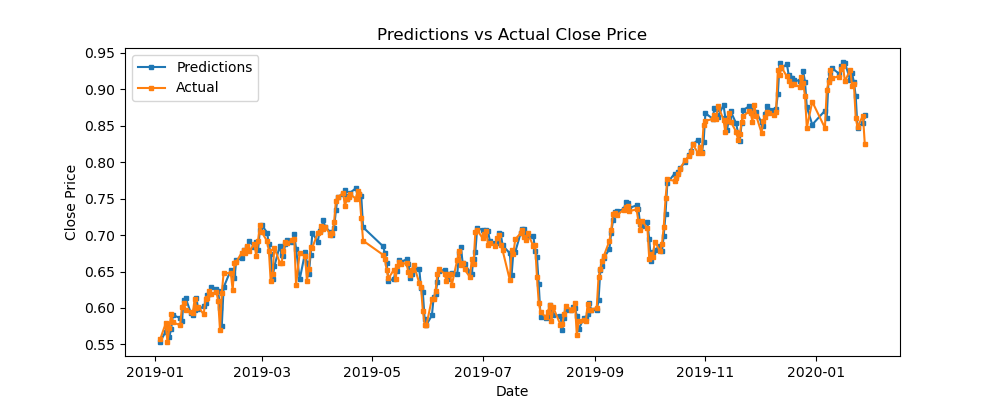 Predictions vs Actual Close Price
Predictions
Actual
Close Price
0.95
0.90
0.85
0.80
0.75
0.70
0.65
0.60
0.55
2019-01 2019-03 2019-05 2019-07 2019-09 2019-11 2020-01
Date